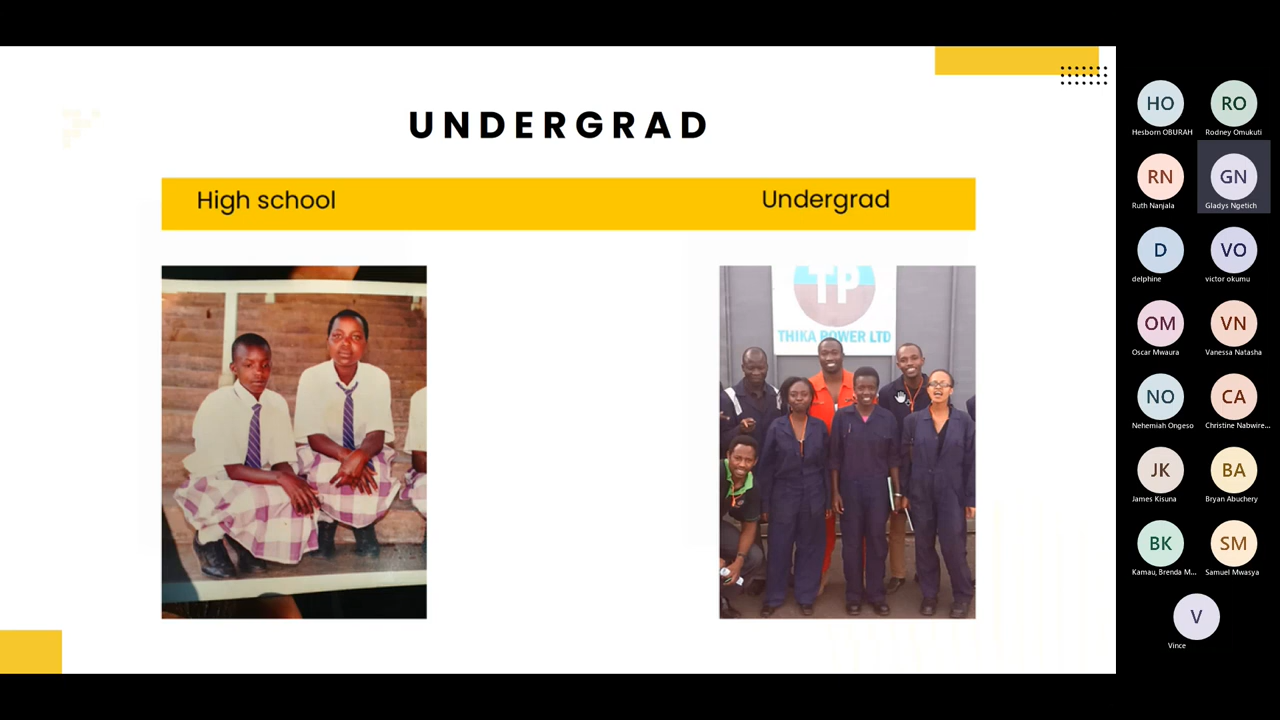 UNDERGRAD
High school
Undergrad
TP
THIKA POWER LTD
HO
Hesborn OBURAH
RO
Rodney Omukuti
RN
Ruth Nanjala
GN
Gladys Ngetich
D
delphine
VO
victor okumu
OM
Oscar Mwaura
VN
Vanessa Natasha
NO
Nehemiah Ongeso
CA
Christine Nabwire...
JK
James Kisuna
BA
Bryan Abuchery
BK
Kamau, Brenda M...
SM
Samuel Mwasya
V
Vince